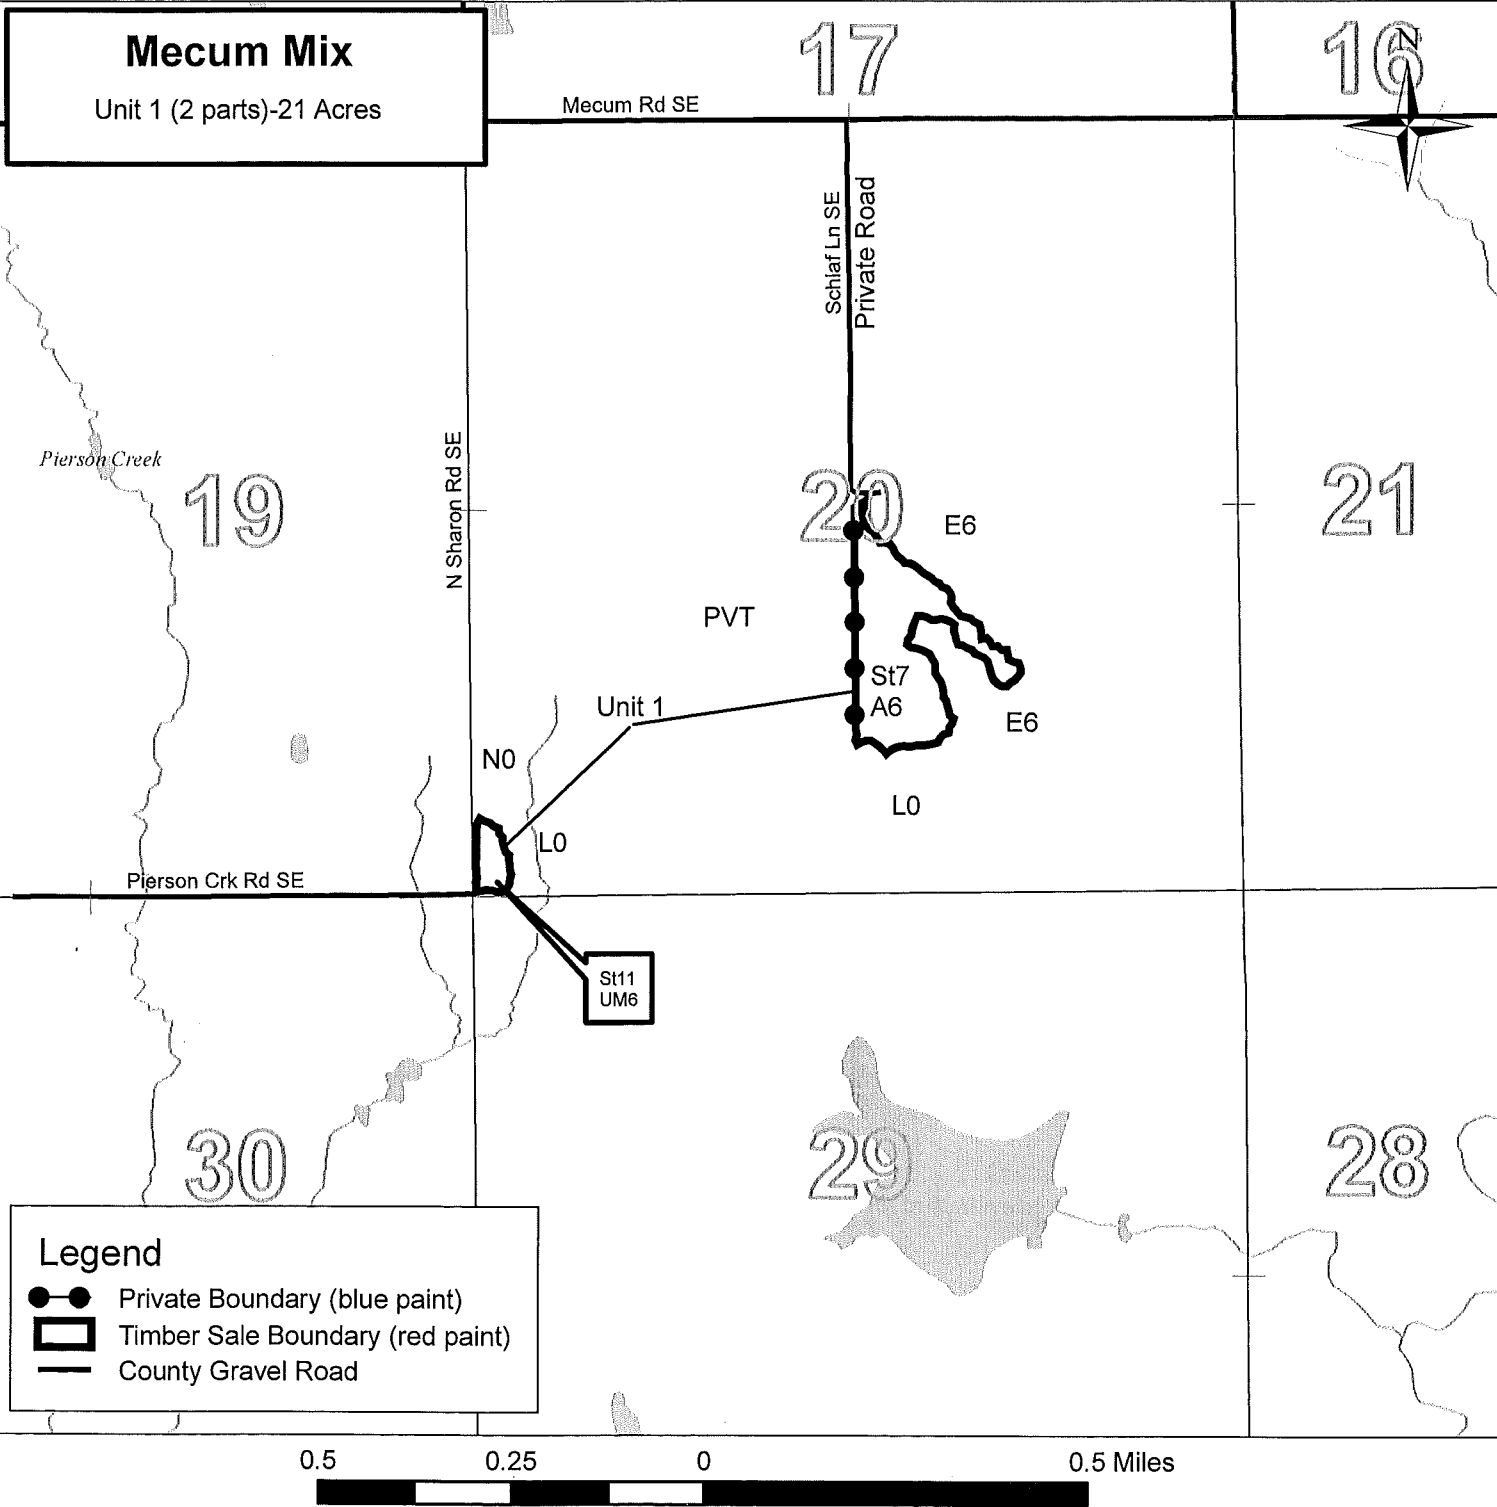 Mecum Mix
Unit 1 (2 parts)-21 Acres
17
16
N
Mecum Rd SE
Schlaf Ln SE
Private Road
Pierson Creek
19
N Sharon Rd SE
20
21
E6
PVT
St7
A6
Unit 1
E6
N0
L0
L0
Pierson Crk Rd SE
St11
UM6
30
29
28
Legend
Private Boundary (blue paint)
Timber Sale Boundary (red paint)
County Gravel Road
0.5 0.25 0 0.5 Miles